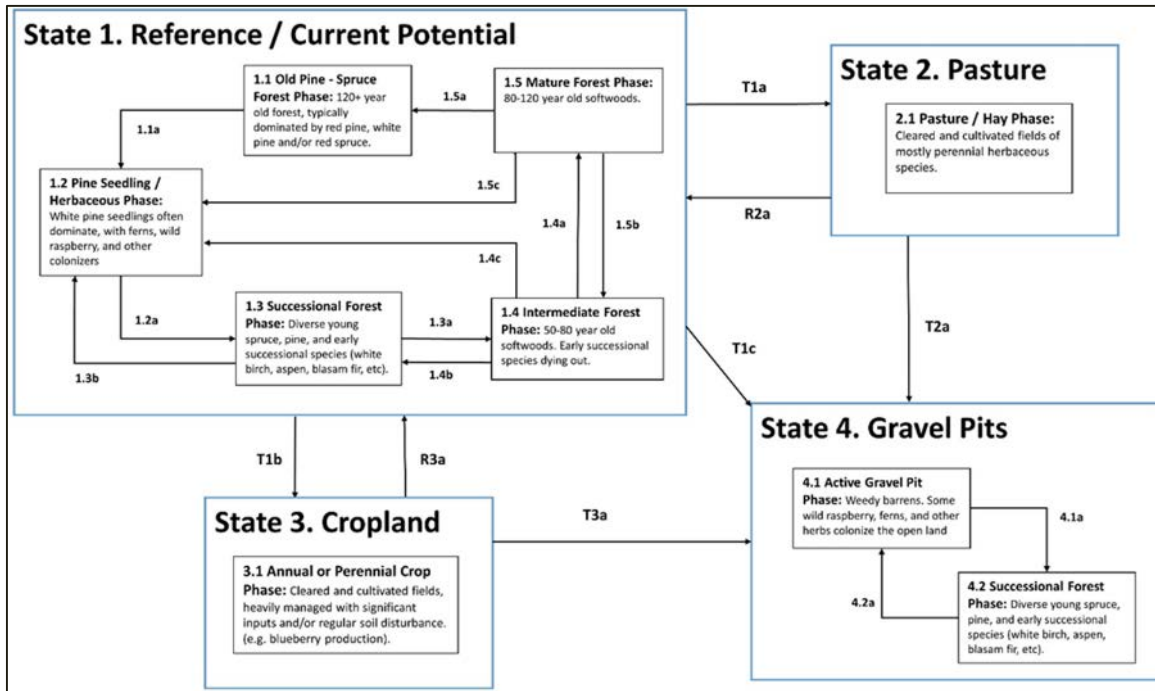 State 1. Reference / Current Potential
1.1 Old Pine - Spruce
Forest Phase: 120+ year
old forest, typically
dominated by red pine, white
pine and/or red spruce.
1.5a
1.5 Mature Forest Phase:
80-120 year old softwoods.
1.1a
1.2 Pine Seedling /
Herbaceous Phase:
White pine seedlings often
dominate, with ferns, wild
raspberry, and other
colonizers
1.5c
1.4a
1.5b
1.4c
1.2a
1.3 Successional Forest
Phase: Diverse young
spruce, pine, and early
successional species (white
birch, aspen, blasam fir, etc).
1.3a
1.4b
1.3b
1.4 Intermediate Forest
Phase: 50-80 year old
softwoods. Early successional
species dying out.
T1a
R2a
State 2. Pasture
2.1 Pasture / Hay Phase:
Cleared and cultivated fields of
mostly perennial herbaceous
species.
T2a
T1c
T1b
R3a
State 3. Cropland
3.1 Annual or Perennial Crop
Phase: Cleared and cultivated fields,
heavily managed with significant
inputs and/or regular soil disturbance.
(e.g. blueberry production).
T3a
State 4. Gravel Pits
4.1 Active Gravel Pit
Phase: Weedy barrens. Some
wild raspberry, ferns, and other
herbs colonize the open land
4.1a
4.2a
4.2 Successional Forest
Phase: Diverse young spruce,
pine, and early successional
species (white birch, aspen,
blasam fir, etc).